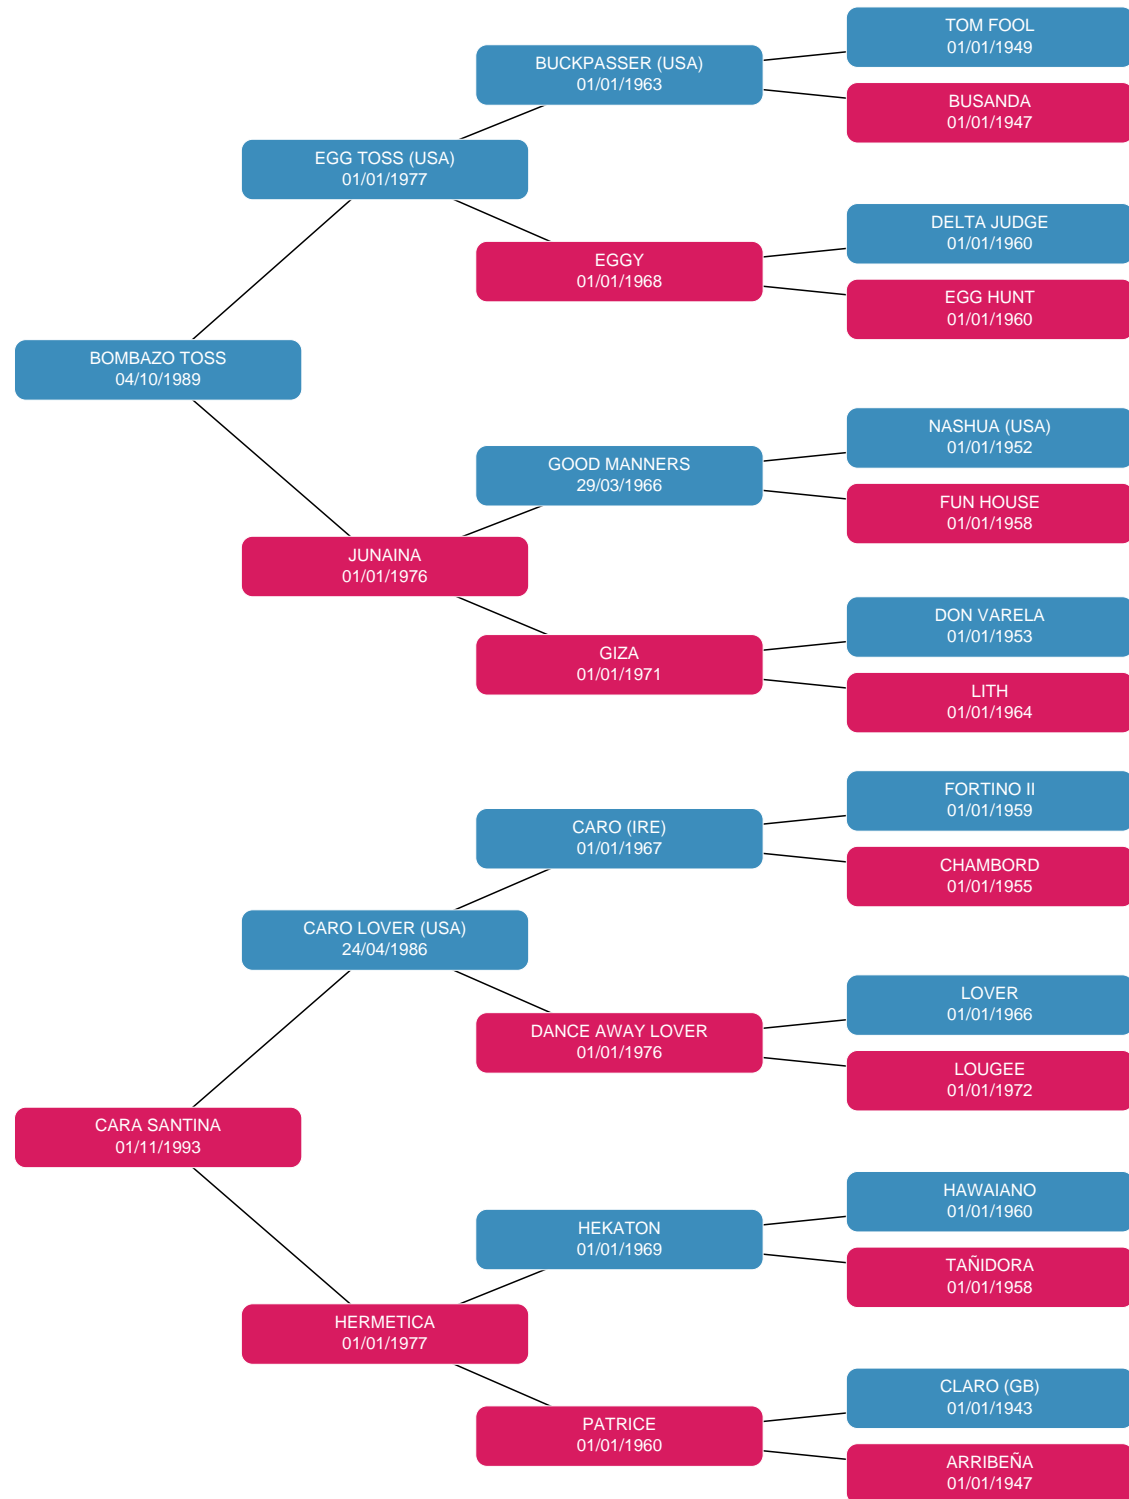 TOM FOOL
01/01/1949
BUCKPASSER (USA)
01/01/1963
BUSANDA
01/01/1947
EGG TOSS (USA)
01/01/1977
DELTA JUDGE
01/01/1960
EGGY
01/01/1968
EGG HUNT
01/01/1960
BOMBAZO TOSS
04/10/1989
NASHUA (USA)
01/01/1952
GOOD MANNERS
29/03/1966
FUN HOUSE
01/01/1958
JUNAINA
01/01/1976
DON VARELA
01/01/1953
GIZA
01/01/1971
LITH
01/01/1964
FORTINO II
01/01/1959
CARO (IRE)
01/01/1967
CHAMBORD
01/01/1955
CARO LOVER (USA)
24/04/1986
LOVER
01/01/1966
DANCE AWAY LOVER
01/01/1976
LOUGEE
01/01/1972
CARA SANTINA
01/11/1993
HAWAIANO
01/01/1960
HEKATON
01/01/1969
TAÑIDORA
01/01/1958
HERMETICA
01/01/1977
CLARO (GB)
01/01/1943
PATRICE
01/01/1960
ARRIBEÑA
01/01/1947